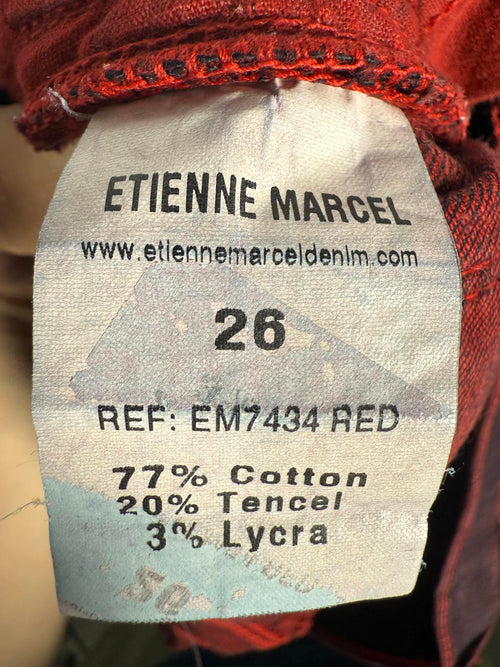 ETIENNE MARCEL
www.etiennemarceldenim.com
26
REF: EM7434 RED
77% Cotton
20% Tencel
3% Lycra